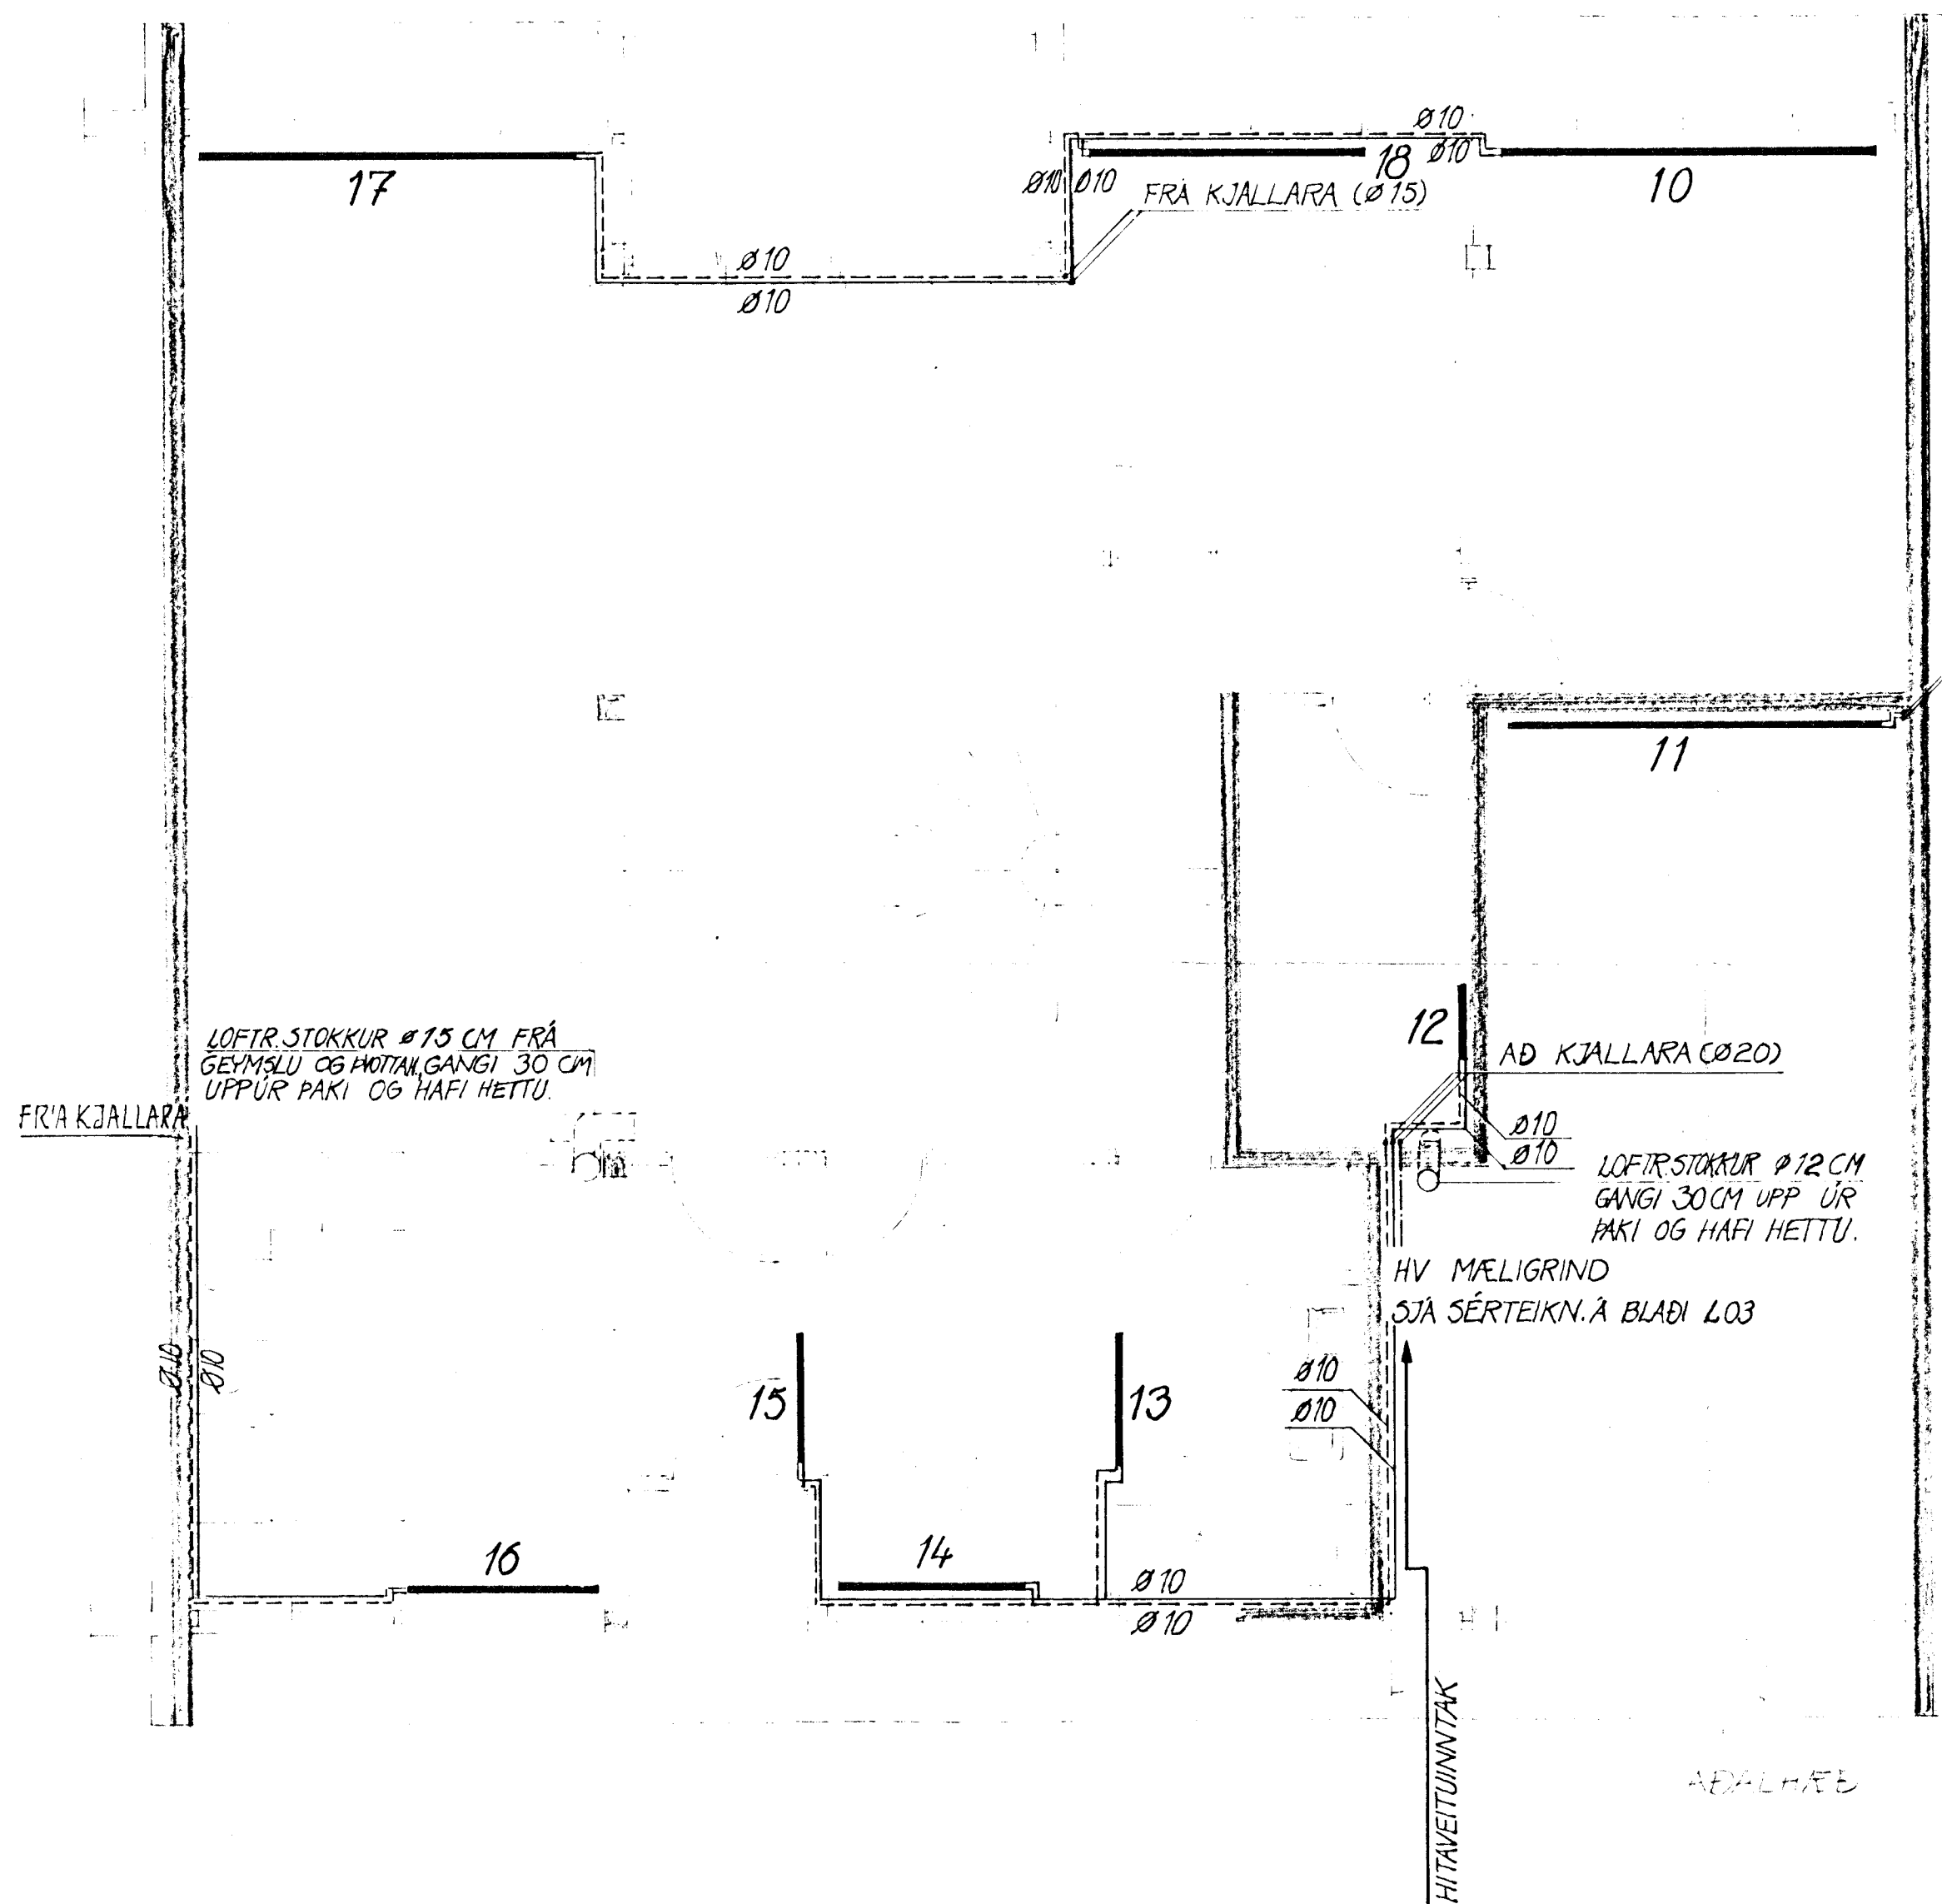 Ø10
17
18
Ø10
10
Ø10
Ø10
FRÁ KJALLARA (Ø15)
Ø10
Ø10
11
LOFTR.STOKKUR Ø15 CM FRÁ
GEYMSLU OG ÞVOTTAH. GANGI 30 CM
UPPÚR ÞAKI OG HAFI HETTU.
12
AÐ KJALLARA (Ø20)
FR'A KJALLARA
Ø10
Ø10
LOFTR.STOKKUR Ø12 CM
GANGI 30 CM UPP ÚR
ÞAKI OG HAFI HETTU.
HV MÆLIGRIND
SJÁ SÉRTEIKN. Á BLAÐI L03
Ø10
Ø10
15
13
Ø10
Ø10
16
14
Ø10
Ø10
HITAVEITUINNTAK
AÐALHÆÐ